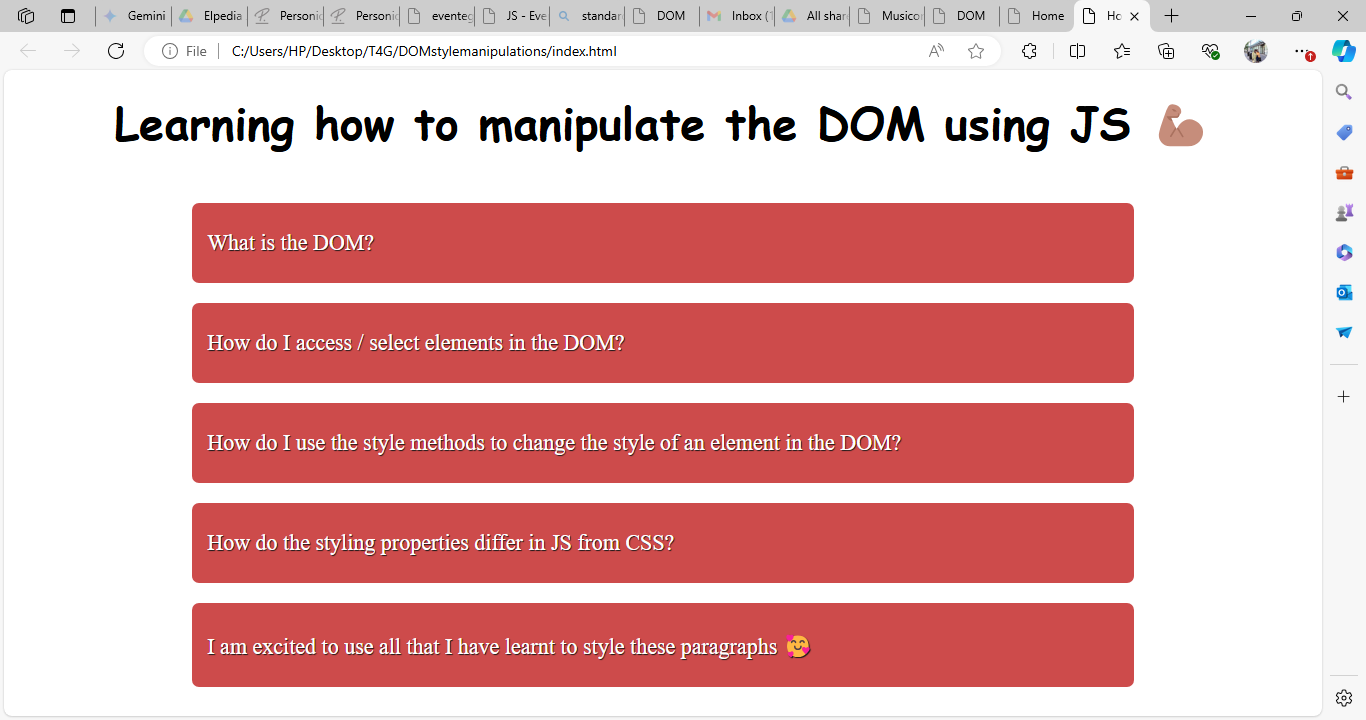 Gemini
Elpedia
Personic
Personic
eventeg
JS - Eve
standar
DOM
Inbox (1
All shar
Musicor
DOM
Home
Ho
File
C:/Users/HP/Desktop/T4G/DOMstylemanipulations/index.html
Learning how to manipulate the DOM using JS 💪🏽
What is the DOM?
How do I access / select elements in the DOM?
How do I use the style methods to change the style of an element in the DOM?
How do the styling properties differ in JS from CSS?
I am excited to use all that I have learnt to style these paragraphs 🥰